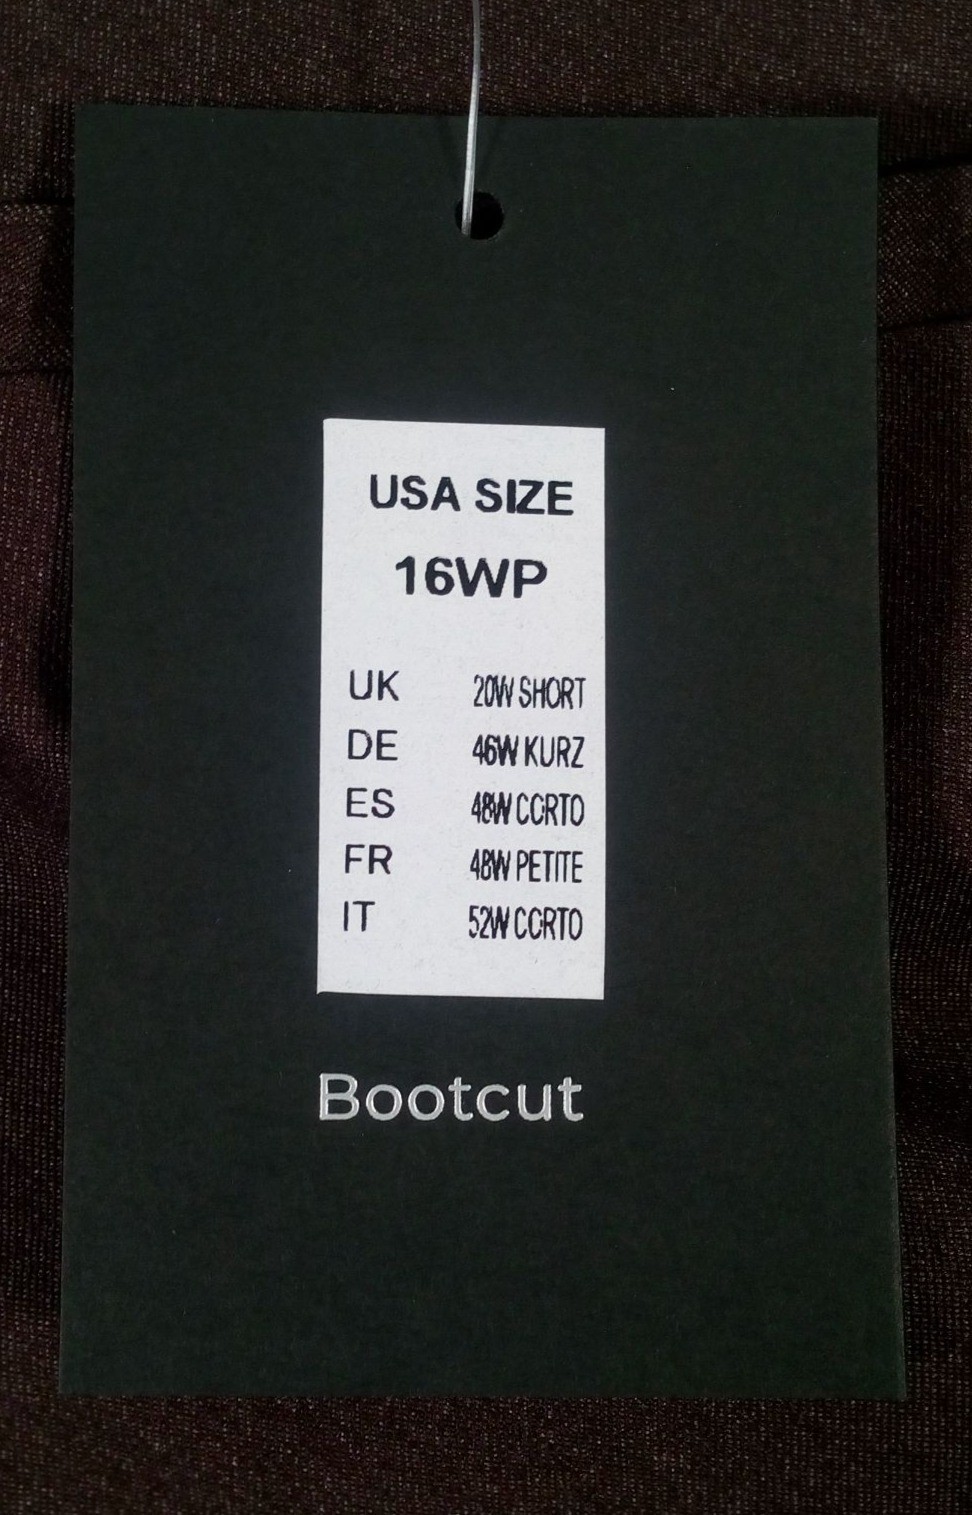 USA SIZE
16WP
UK 20W SHORT
DE 46W KURZ
ES 48W CORTO
FR 48W PETITE
IT 52W CORTO
Bootcut